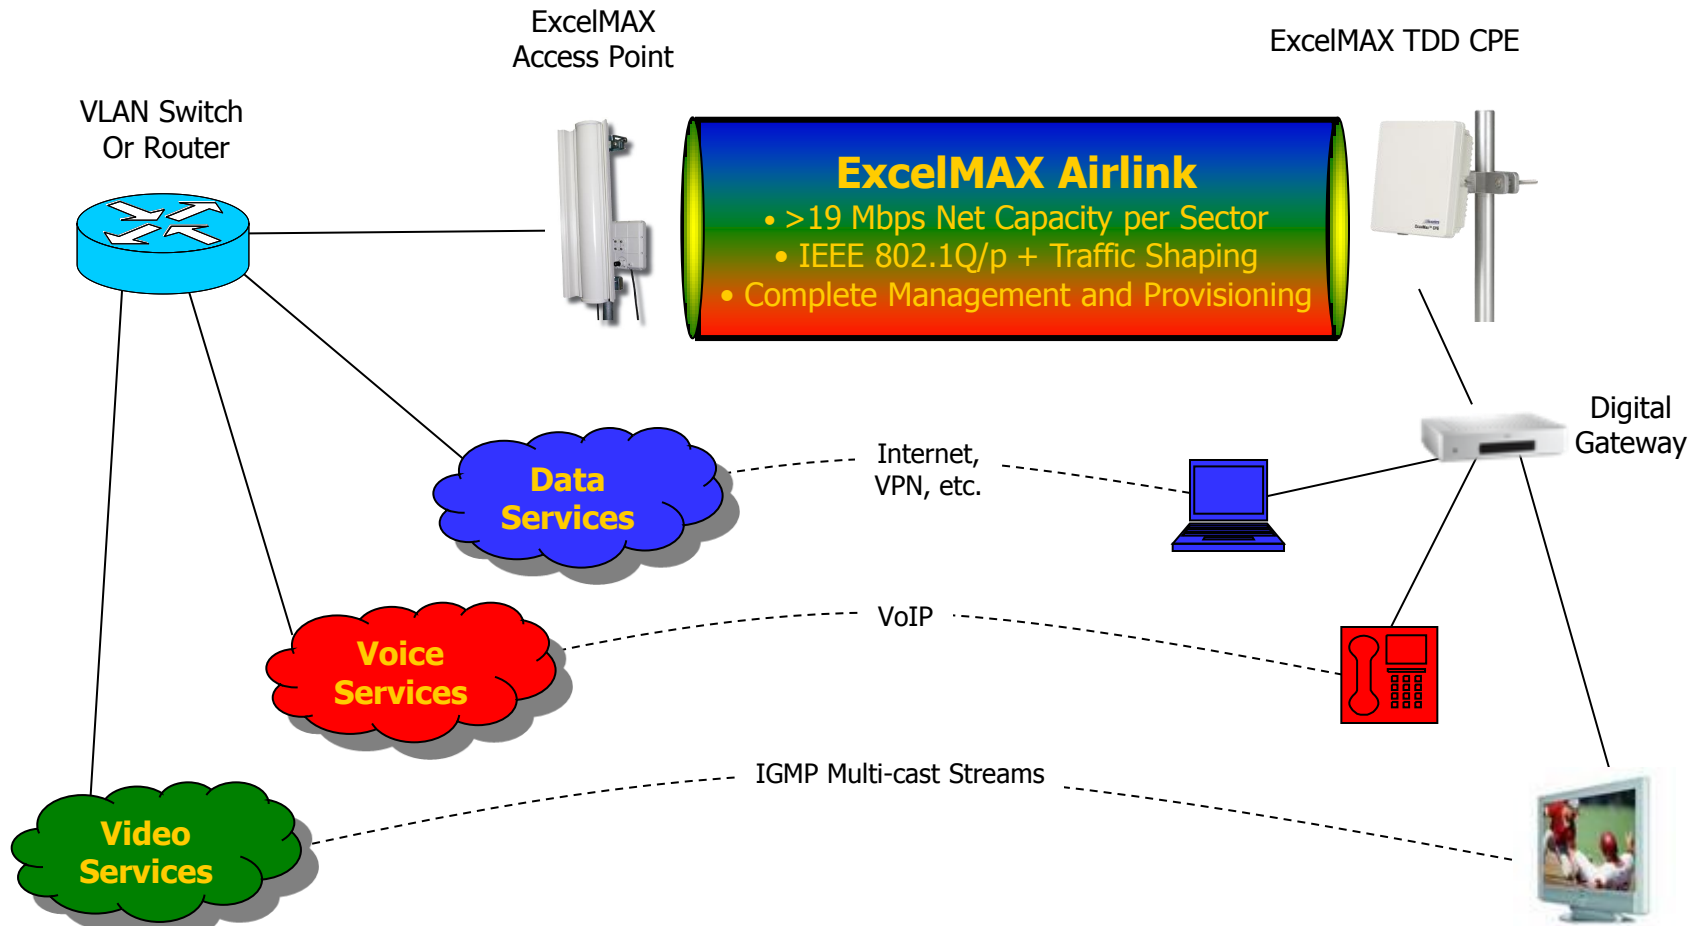 ExcelMAX
Access Point
ExcelMAX TDD CPE
VLAN Switch
Or Router
ExcelMAX Airlink
• >19 Mbps Net Capacity per Sector
• IEEE 802.1Q/p + Traffic Shaping
• Complete Management and Provisioning
Digital
Gateway
Data
Services
Internet,
VPN, etc.
Voice
Services
VoIP
IGMP Multi-cast Streams
Video
Services